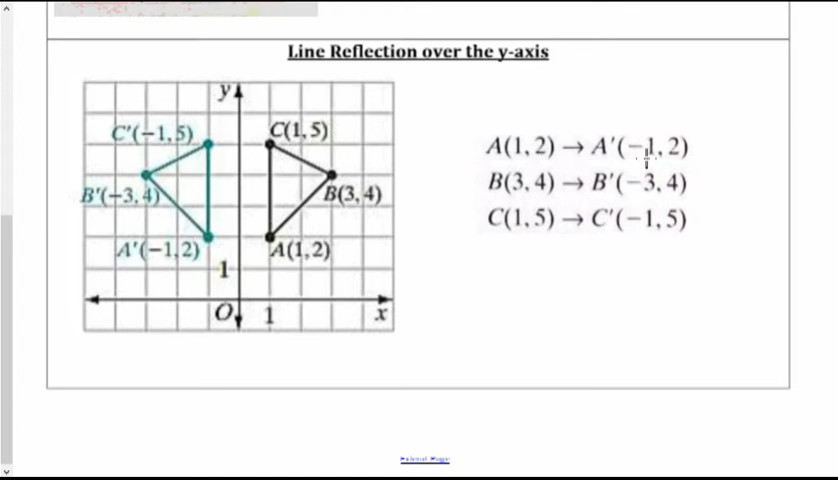 Line Reflection over the y-axis
y
C'(−1, 5)
C(1, 5)
B'(−3, 4)
B(3, 4)
A'(−1, 2)
A(1, 2)
1
O
1
x
A(1, 2) → A'(−1, 2)
B(3, 4) → B'(−3, 4)
C(1, 5) → C'(−1, 5)